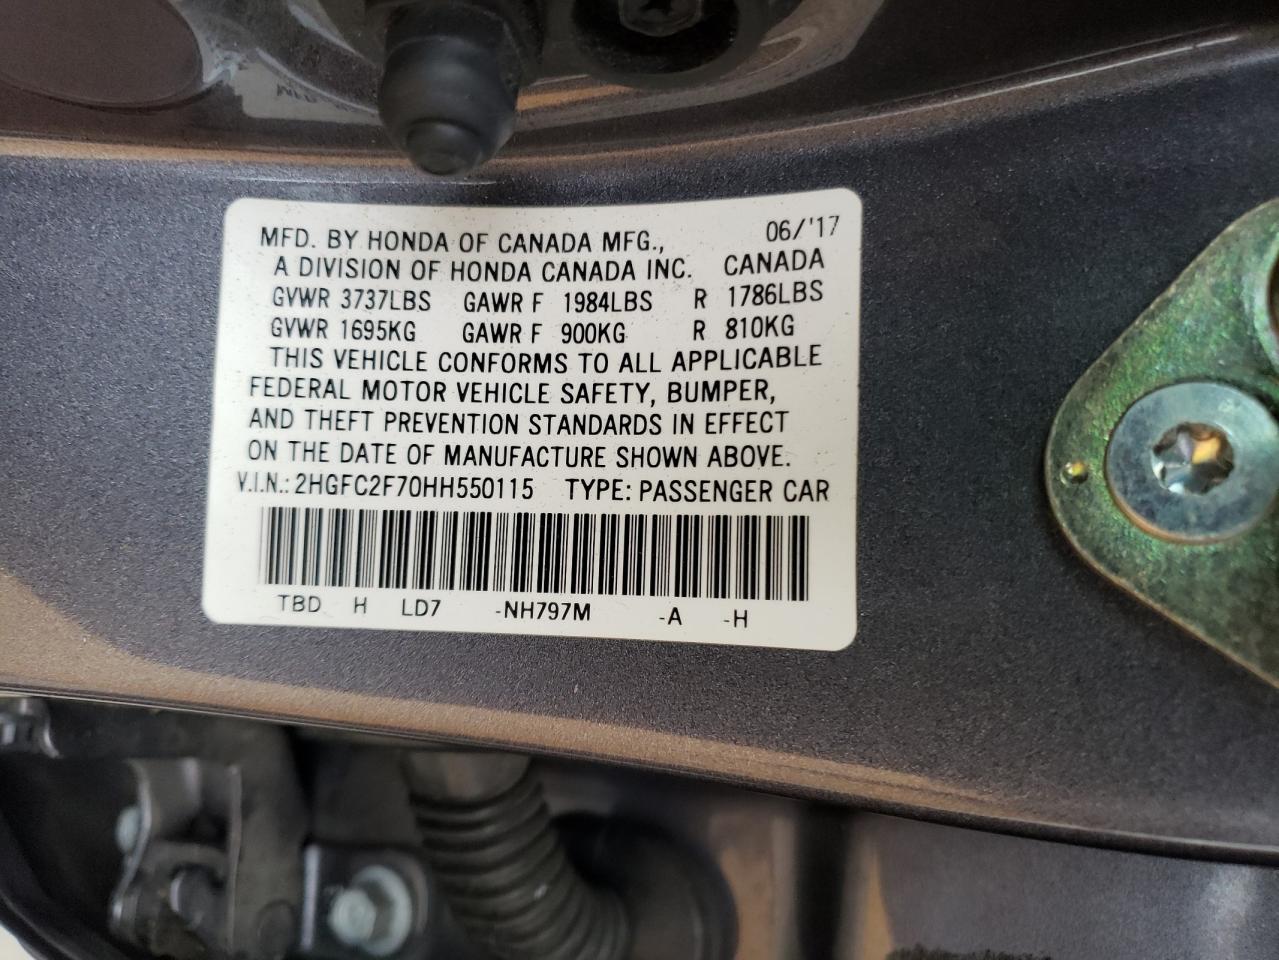 MFD. BY HONDA OF CANADA MFG., 06/'17
A DIVISION OF HONDA CANADA INC. CANADA
GVWR 3737LBS GAWR F 1984LBS R 1786LBS
GVWR 1695KG GAWR F 900KG R 810KG
THIS VEHICLE CONFORMS TO ALL APPLICABLE
FEDERAL MOTOR VEHICLE SAFETY, BUMPER,
AND THEFT PREVENTION STANDARDS IN EFFECT
ON THE DATE OF MANUFACTURE SHOWN ABOVE.
V.I.N.: 2HGFC2F70HH550115 TYPE: PASSENGER CAR
TBD H LD7 -NH797M -A -H